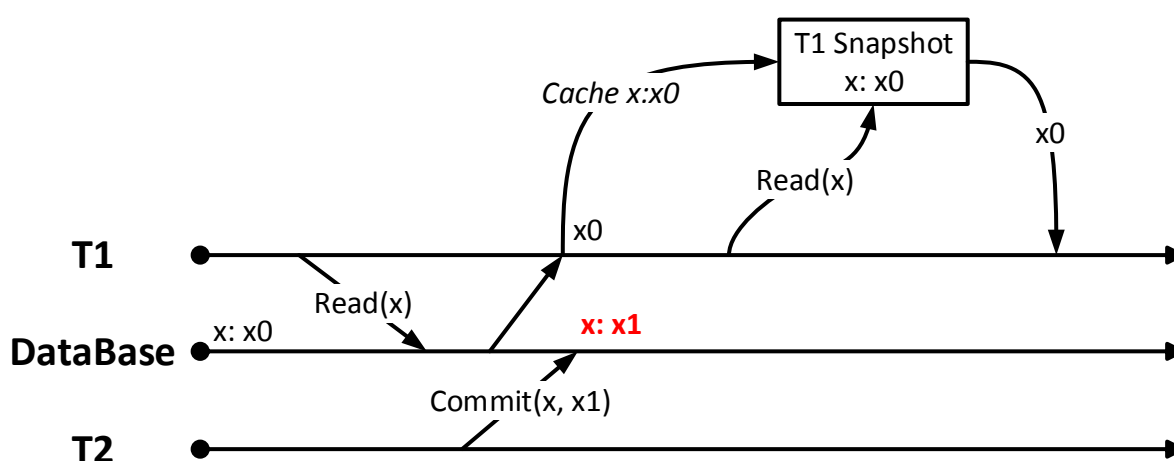 T1 Snapshot
x: x0
Cache x:x0
x0
Read(x)
x0
T1
Read(x)
x: x0
x: x1
DataBase
Commit(x, x1)
T2